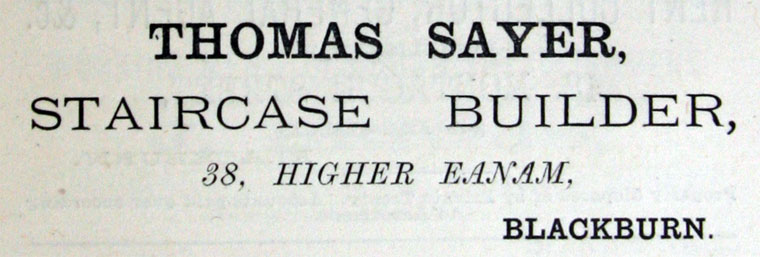 THOMAS SAYER,
STAIRCASE BUILDER,
38, HIGHER EANAM,
BLACKBURN.